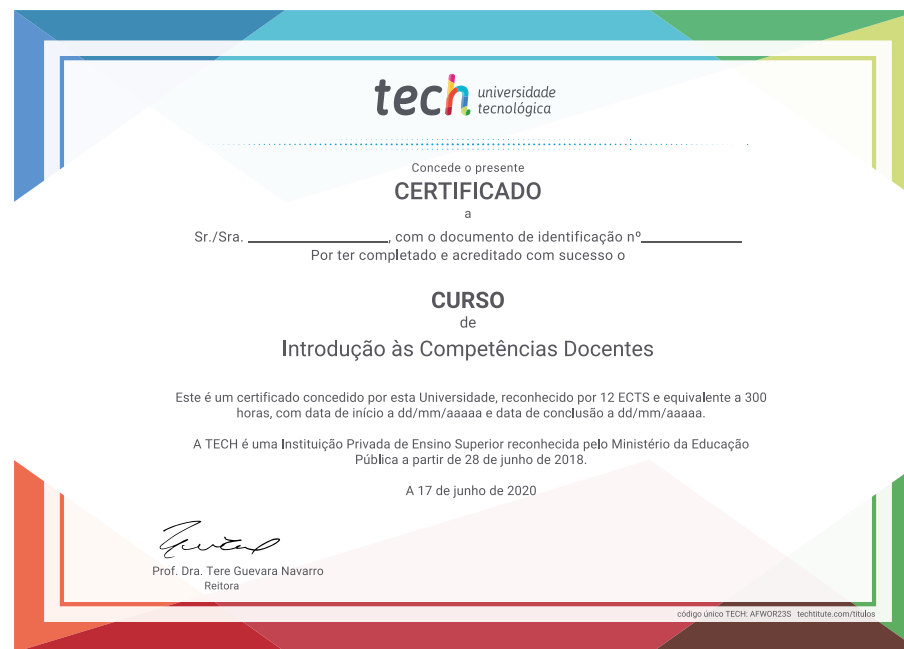 tech universidade
tecnológica
Concede o presente
CERTIFICADO
a
Sr./Sra. , com o documento de identificação nº
Por ter completado e acreditado com sucesso o
CURSO
de
Introdução às Competências Docentes
Este é um certificado concedido por esta Universidade, reconhecido por 12 ECTS e equivalente a 300
horas, com data de início a dd/mm/aaaaa e data de conclusão a dd/mm/aaaaa.
A TECH é uma Instituição Privada de Ensino Superior reconhecida pelo Ministério da Educação
Pública a partir de 28 de junho de 2018.
A 17 de junho de 2020
Prof. Dra. Tere Guevara Navarro
Reitora
código único TECH: AFWOR23S techtitute.com/titulos